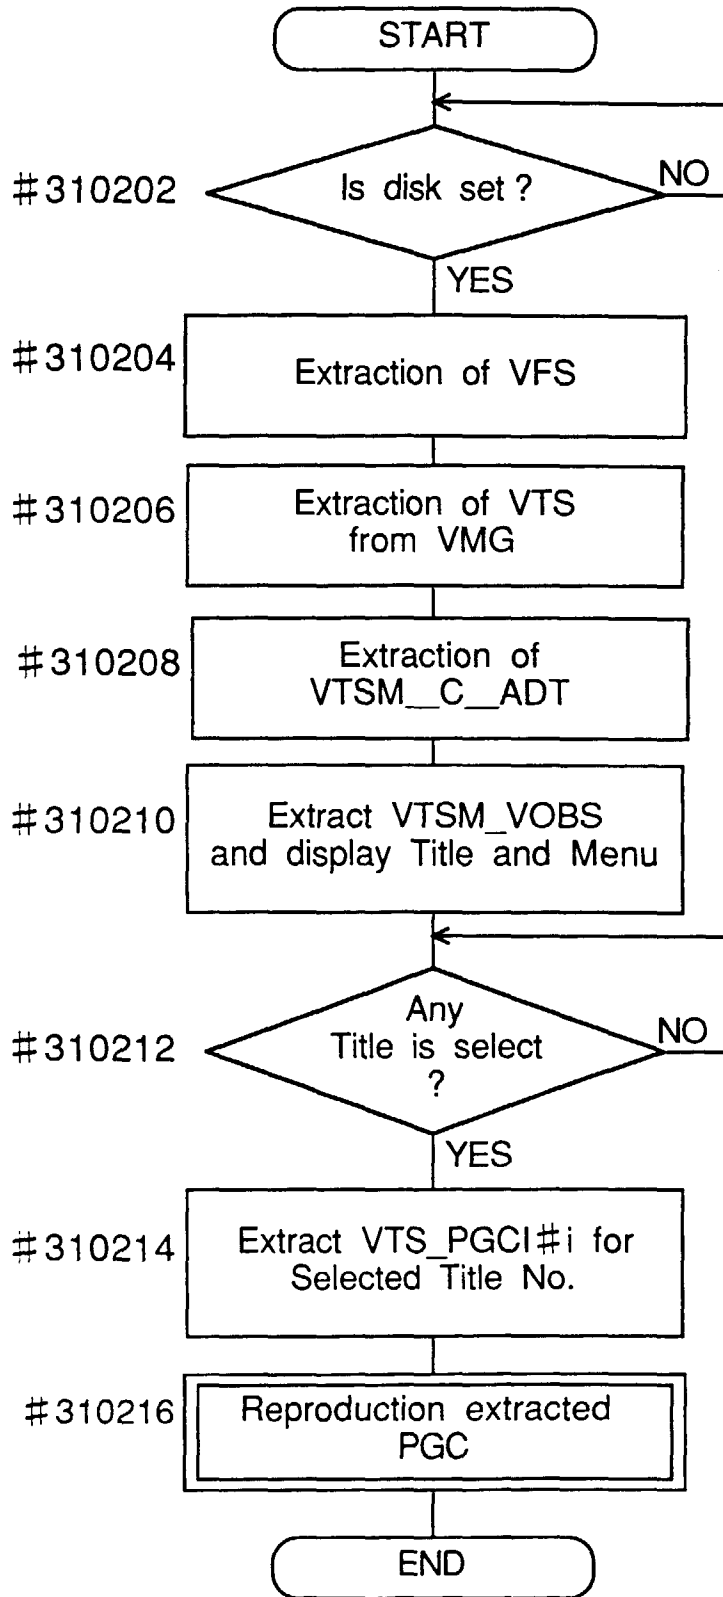 START
#310202
Is disk set ?
NO
YES
#310204
Extraction of VFS
#310206
Extraction of VTS
from VMG
#310208
Extraction of
VTSM__C__ADT
#310210
Extract VTSM_VOBS
and display Title and Menu
#310212
Any
Title is select
?
NO
YES
#310214
Extract VTS_PGCI#i for
Selected Title No.
#310216
Reproduction extracted
PGC
END